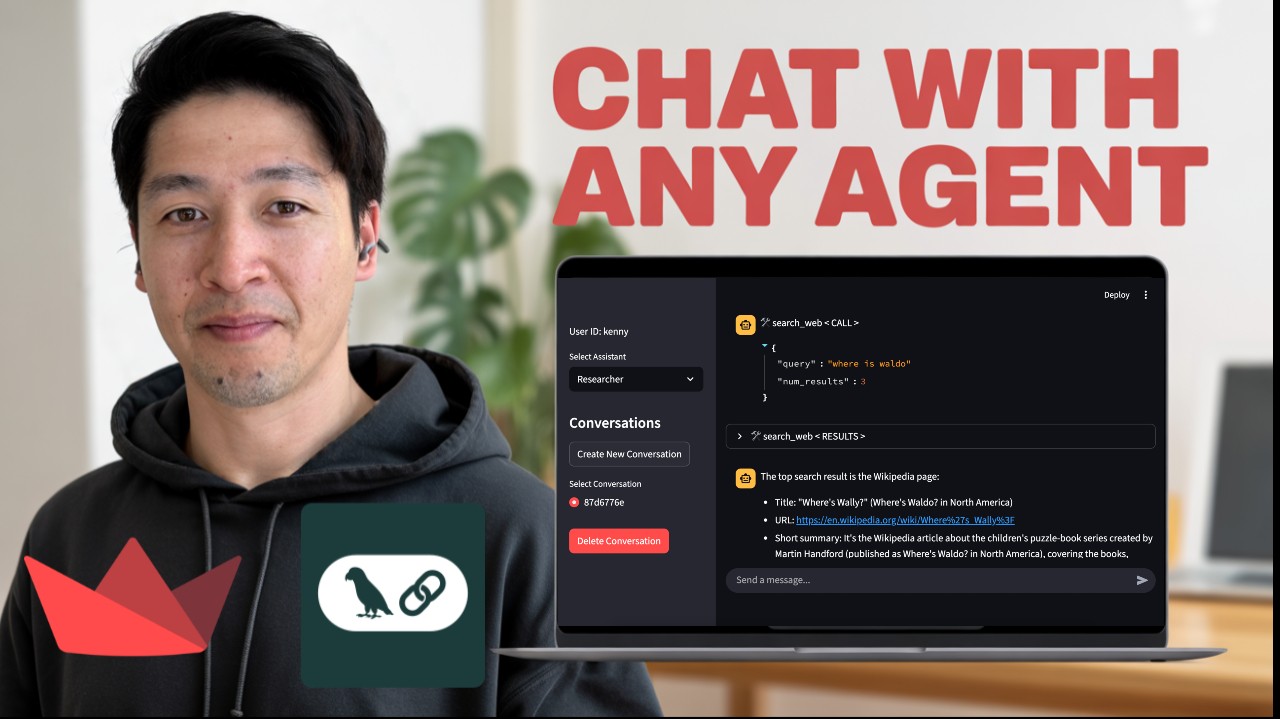 CHAT WITH
ANY AGENT
Deploy
User ID: kenny
Select Assistant
Researcher
Conversations
Create New Conversation
Select Conversation
87d6776e
Delete Conversation
search_web < CALL >
{
"query" : "where is waldo"
"num_results" : 3
}
search_web < RESULTS >
The top search result is the Wikipedia page:
Title: "Where's Wally?" (Where's Waldo? in North America)
URL: https://en.wikipedia.org/wiki/Where%27s_Wally%3F
Short summary: It's the Wikipedia article about the children's puzzle-book series created by
Martin Handford (published as Where's Waldo? in North America), covering the books,
Send a message...